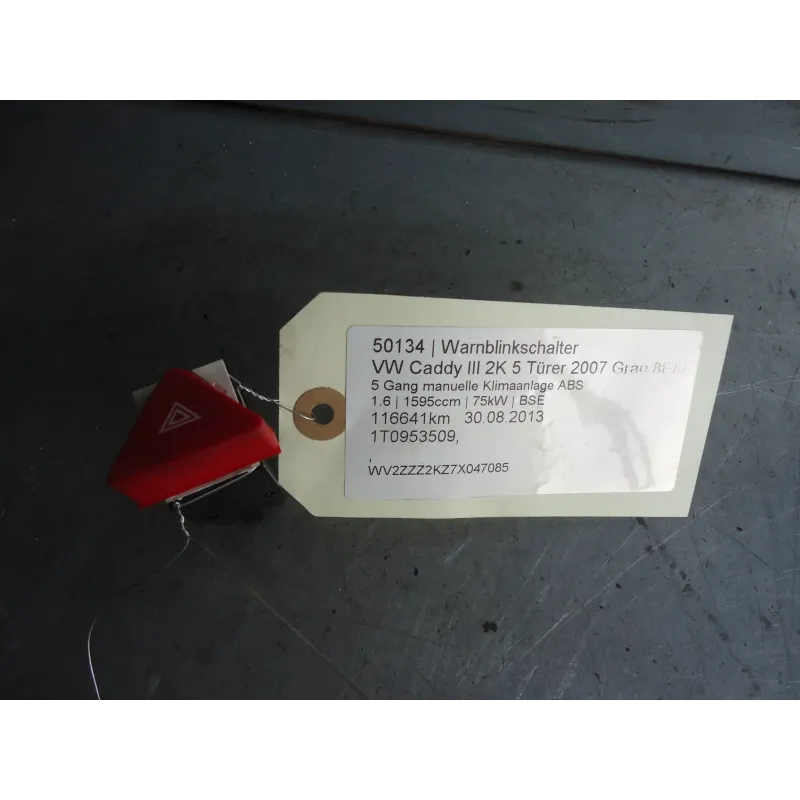 50134 | Warnblinkschalter
VW Caddy III 2K 5 Türer 2007 Grau
5 Gang manuelle Klimaanlage ABS
1.6 | 1595ccm | 75kW | BSE
116641km 30.08.2013
1T0953509,
,
WV2ZZZ2KZ7X047085